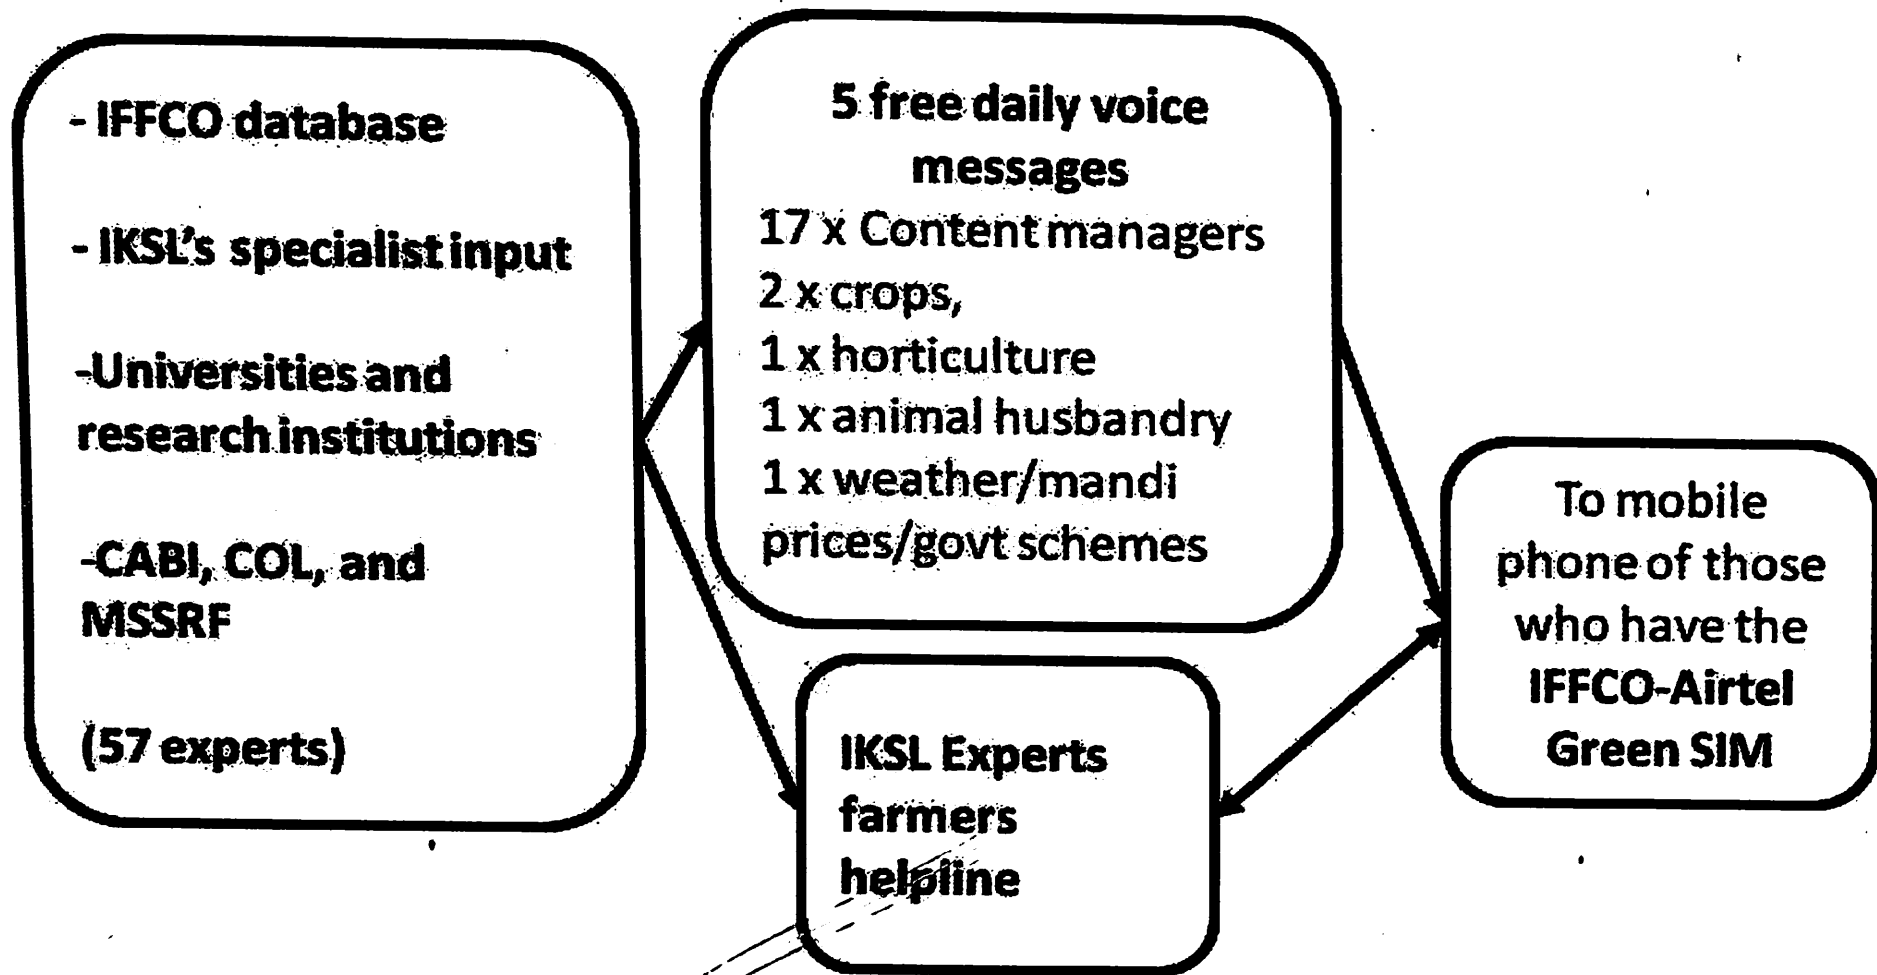 - IFFCO database
- IKSL's specialist input
-Universities and
research institutions
-CABI, COL, and
MSSRF
(57 experts)
5 free daily voice
messages
17 x Content managers
2 x crops,
1 x horticulture
1 x animal husbandry
1 x weather/mandi
prices/govt schemes
IKSL Experts
farmers
helpline
To mobile
phone of those
who have the
IFFCO-Airtel
Green SIM